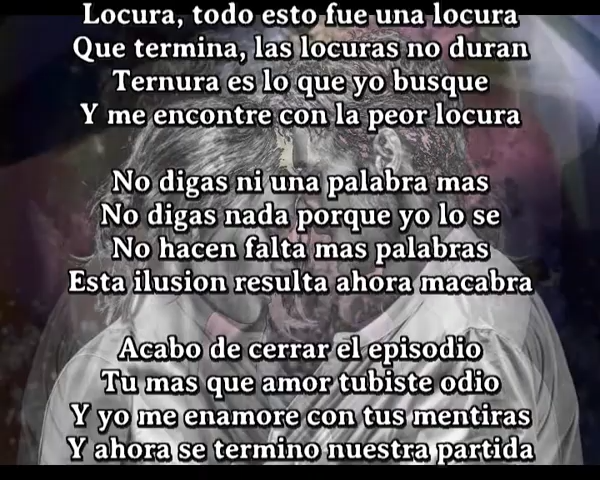 Locura, todo esto fue una locura
Que termina, las locuras no duran
Ternura es lo que yo busque
Y me encontre con la peor locura
No digas ni una palabra mas
No digas nada porque yo lo se
No hacen falta mas palabras
Esta ilusion resulta ahora macabra
Acabo de cerrar el episodio
Tu mas que amor tubiste odio
Y yo me enamore con tus mentiras
Y ahora se termino nuestra partida